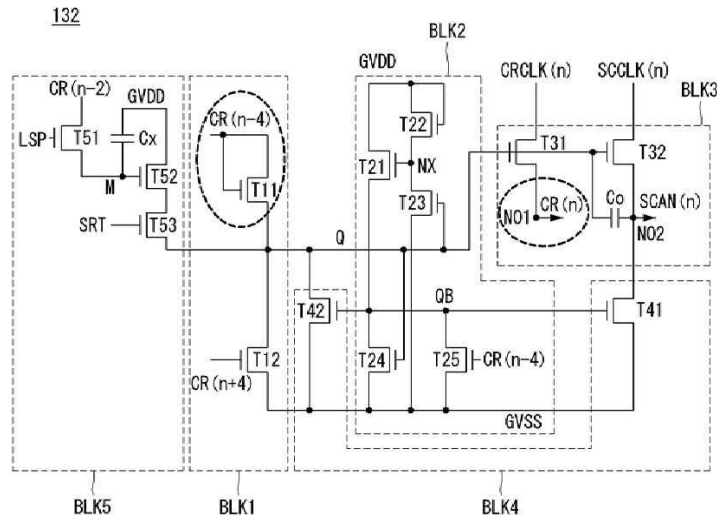 132
BLK2
CR(n-2)
GVDD
GVDD
CRCLK(n)
SCCLK(n)
BLK3
CR(n-4)
LSP
T51
Cx
T22
T31
T32
T21
NX
M
T52
T11
T23
Co
SCAN(n)
NO1
CR(n)
SRT
T53
NO2
Q
QB
T42
T41
T12
T24
T25
CR(n-4)
CR(n+4)
GVSS
BLK5
BLK1
BLK4